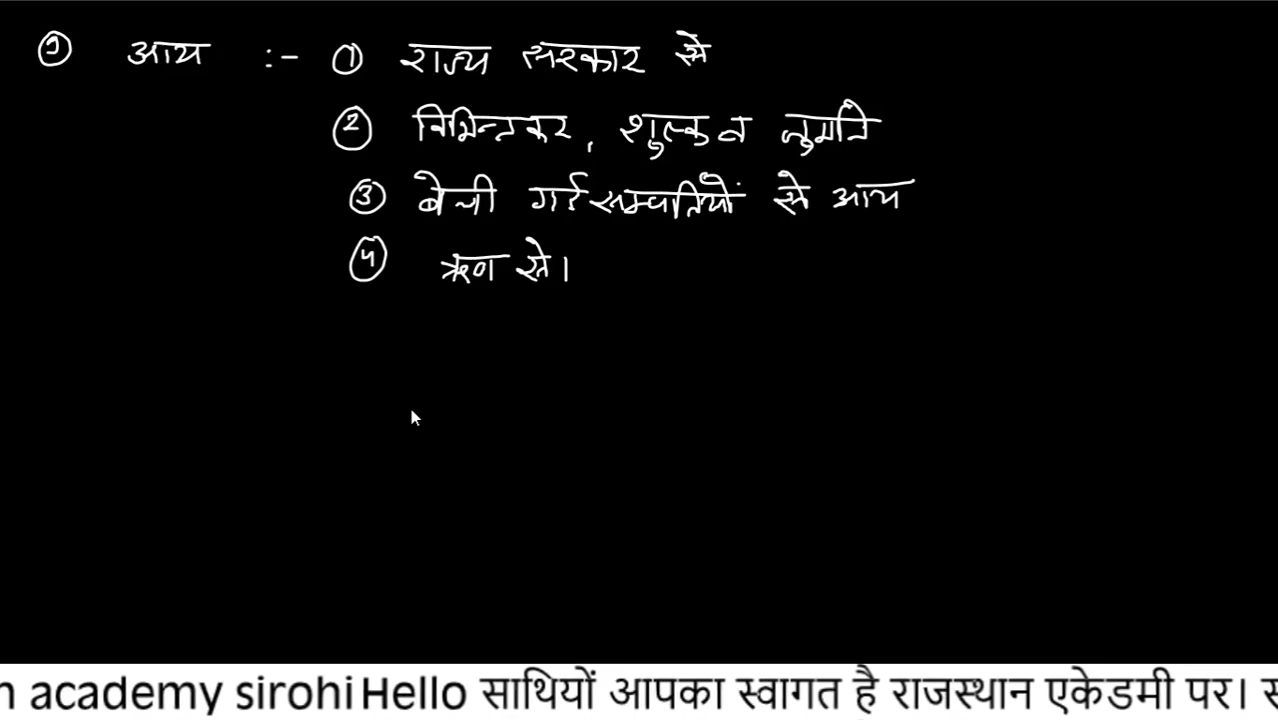 ९ आय :- ① राज्य सरकार से
② विभिन्न कर, शुल्क व जुर्माने
③ बेची गई सम्पत्तियों से आय
④ ऋण से।
n academy sirohi Hello साथियों आपका स्वागत है राजस्थान एकेडमी पर। स